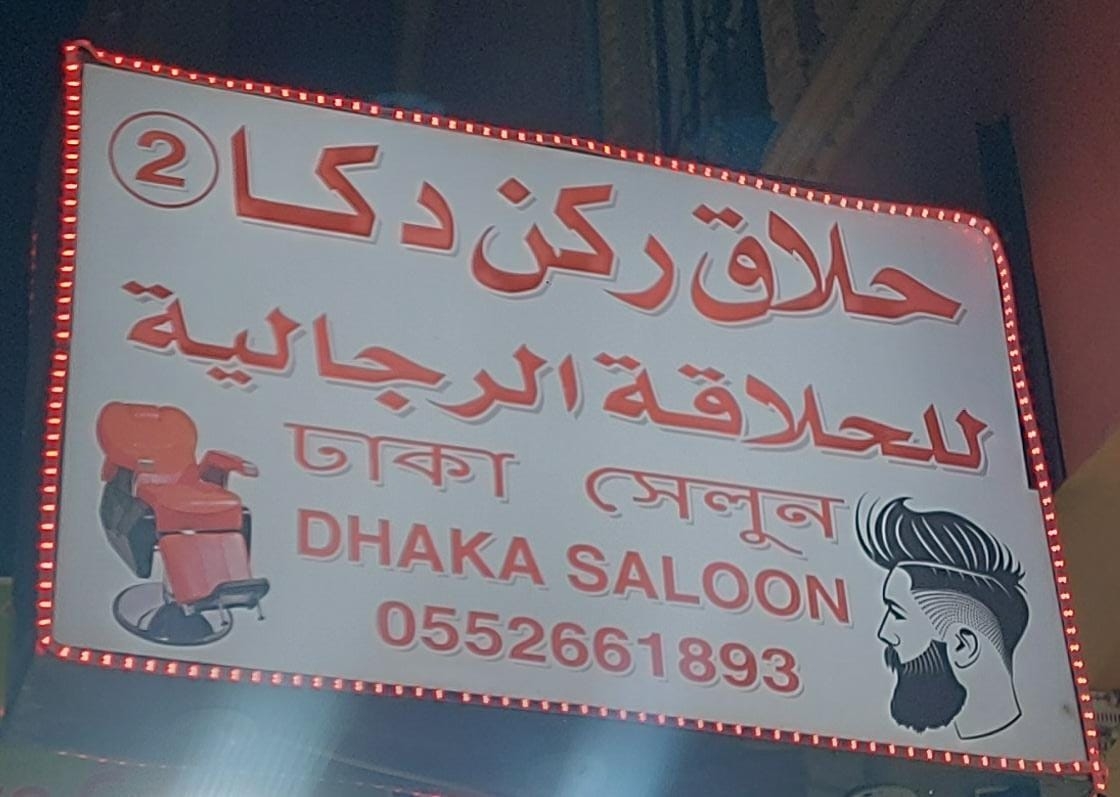 حلاق ركن دكا 2
للحلاقة الرجالية
ঢাকা সেলুন
DHAKA SALOON
0552661893